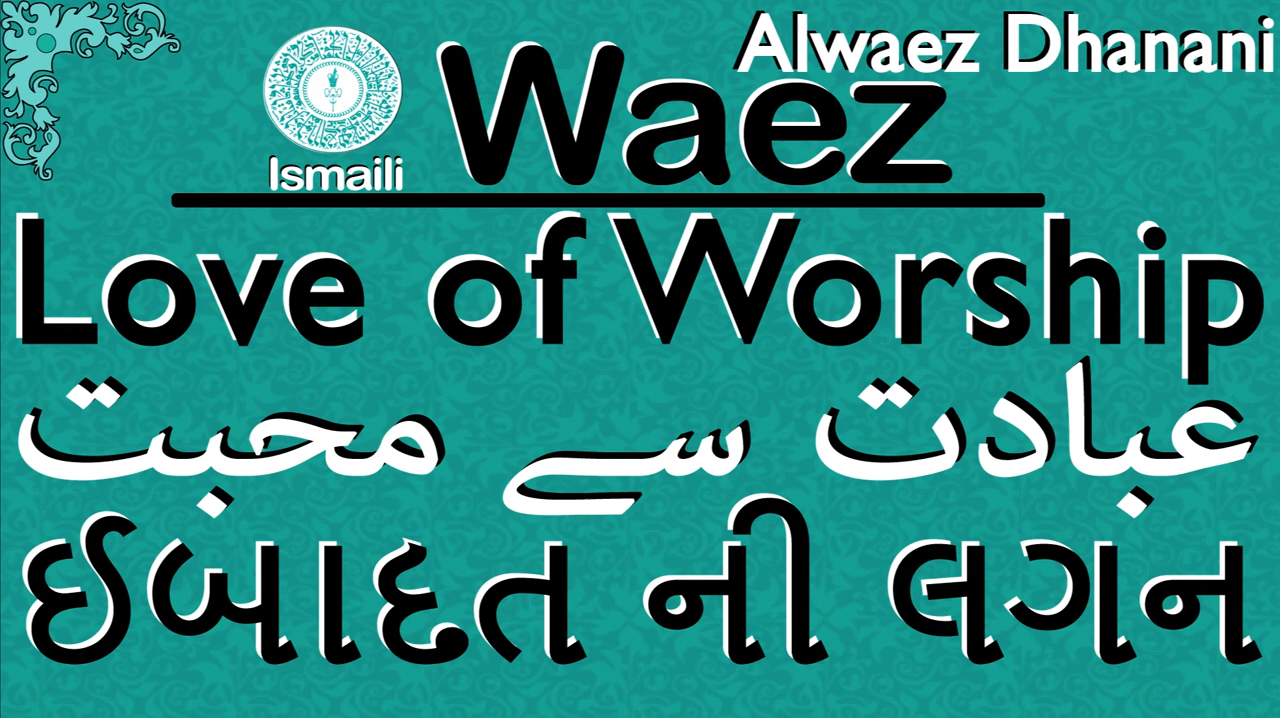 Alwaez Dhanani
Waez
Ismaili
Love of Worship
عبادت سے محبت
ઈબાદત ની લગન